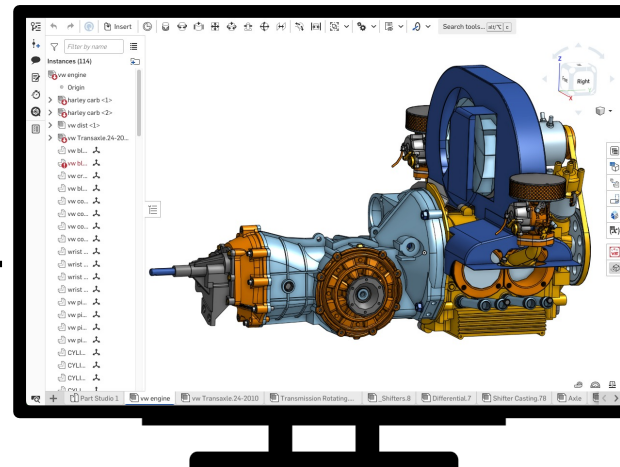 Insert
Search tools... alt/⌥ c
Filter by name
Instances (114)
vw engine
Origin
harley carb <1>
harley carb <2>
vw dist <1>
vw Transaxle.24-20...
vw bl...
vw bl...
vw cr...
vw bl...
vw co...
vw co...
vw co...
vw co...
wrist ...
wrist ...
wrist ...
wrist ...
vw pi...
vw pi...
vw pi...
vw pi...
CYLI...
CYLI...
CYLI...
CYLI...
Z
Right
X
Part Studio 1
vw engine
vw Transaxle.24-2010
Transmission Rotating....
_Shifters.8
Differential.7
Shifter Casting.78
Axle